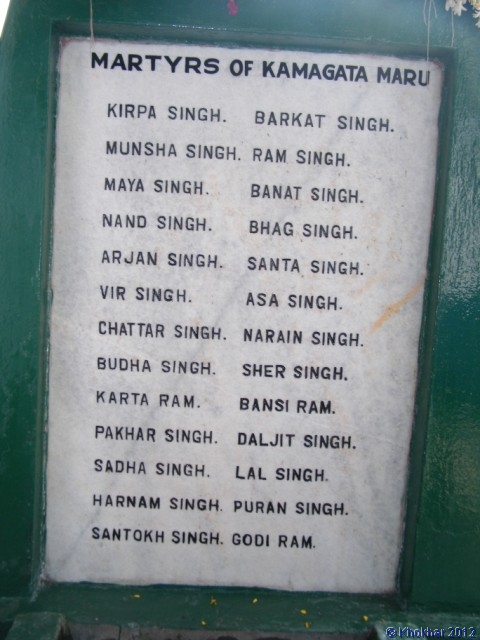 MARTYRS OF KAMAGATA MARU
KIRPA SINGH. BARKAT SINGH.
MUNSHA SINGH. RAM SINGH.
MAYA SINGH. BANAT SINGH.
NAND SINGH. BHAG SINGH.
ARJAN SINGH. SANTA SINGH.
VIR SINGH. ASA SINGH.
CHATTAR SINGH. NARAIN SINGH.
BUDHA SINGH. SHER SINGH.
KARTA RAM. BANSI RAM.
PAKHAR SINGH. DALJIT SINGH.
SADHA SINGH. LAL SINGH.
HARNAM SINGH. PURAN SINGH.
SANTOKH SINGH. GODI RAM.
© Khokhar 2012